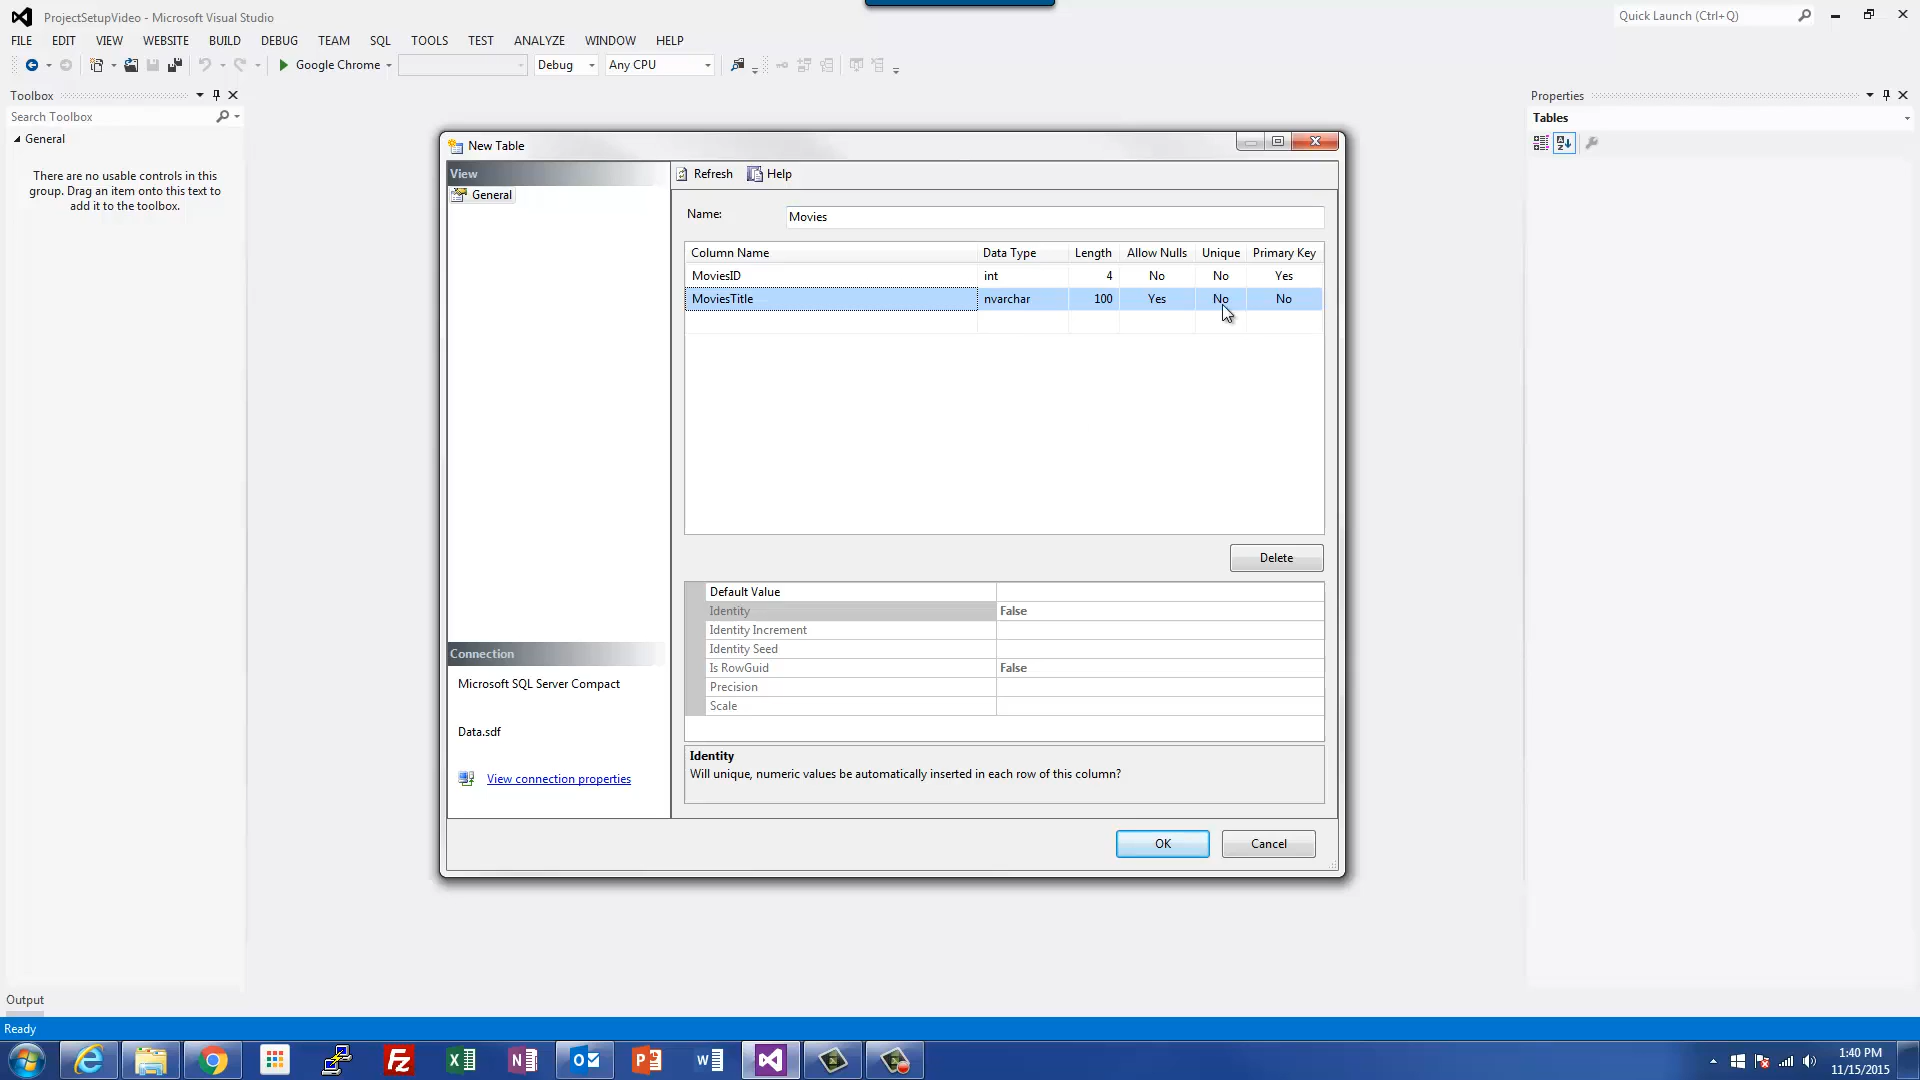 ProjectSetupVideo - Microsoft Visual Studio
Quick Launch (Ctrl+Q)
FILE EDIT VIEW WEBSITE BUILD DEBUG TEAM SQL TOOLS TEST ANALYZE WINDOW HELP
Google Chrome Debug Any CPU
Toolbox
Search Toolbox
General
There are no usable controls in this
group. Drag an item onto this text to
add it to the toolbox.
Properties
Tables
New Table
View
General
Refresh Help
Name: Movies
Column Name Data Type Length Allow Nulls Unique Primary Key
MoviesID int 4 No No Yes
MoviesTitle nvarchar 100 Yes No No
Delete
Default Value
Identity False
Identity Increment
Identity Seed
Is RowGuid False
Precision
Scale
Identity
Will unique, numeric values be automatically inserted in each row of this column?
Connection
Microsoft SQL Server Compact
Data.sdf
View connection properties
OK Cancel
Output
Ready
1:40 PM
11/15/2015